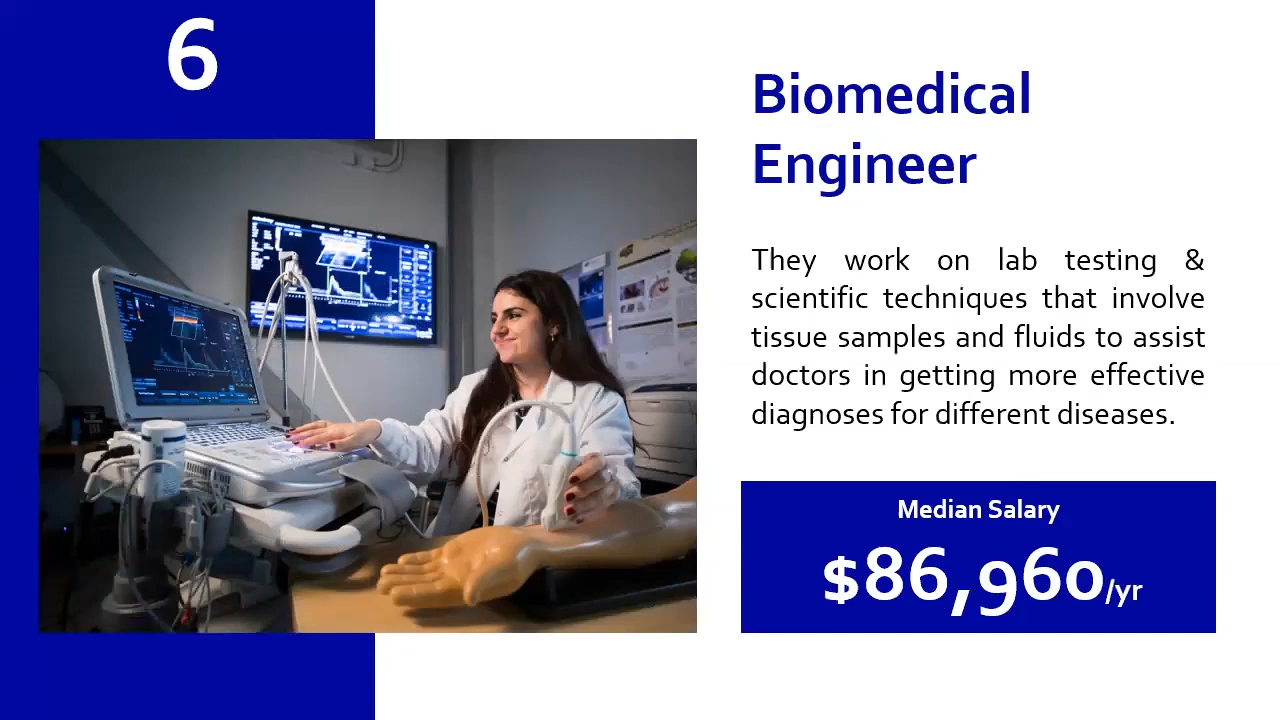 6
Biomedical
Engineer
They work on lab testing &
scientific techniques that involve
tissue samples and fluids to assist
doctors in getting more effective
diagnoses for different diseases.
Median Salary
$86,960/yr